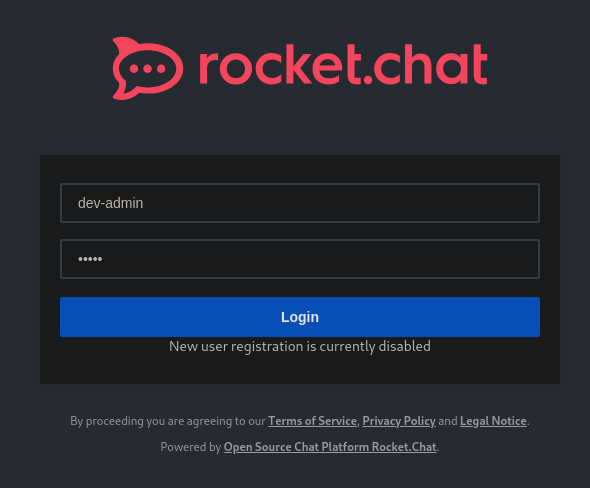 rocket.chat
dev-admin
•••••
Login
New user registration is currently disabled
By proceeding you are agreeing to our Terms of Service, Privacy Policy and Legal Notice.
Powered by Open Source Chat Platform Rocket.Chat.